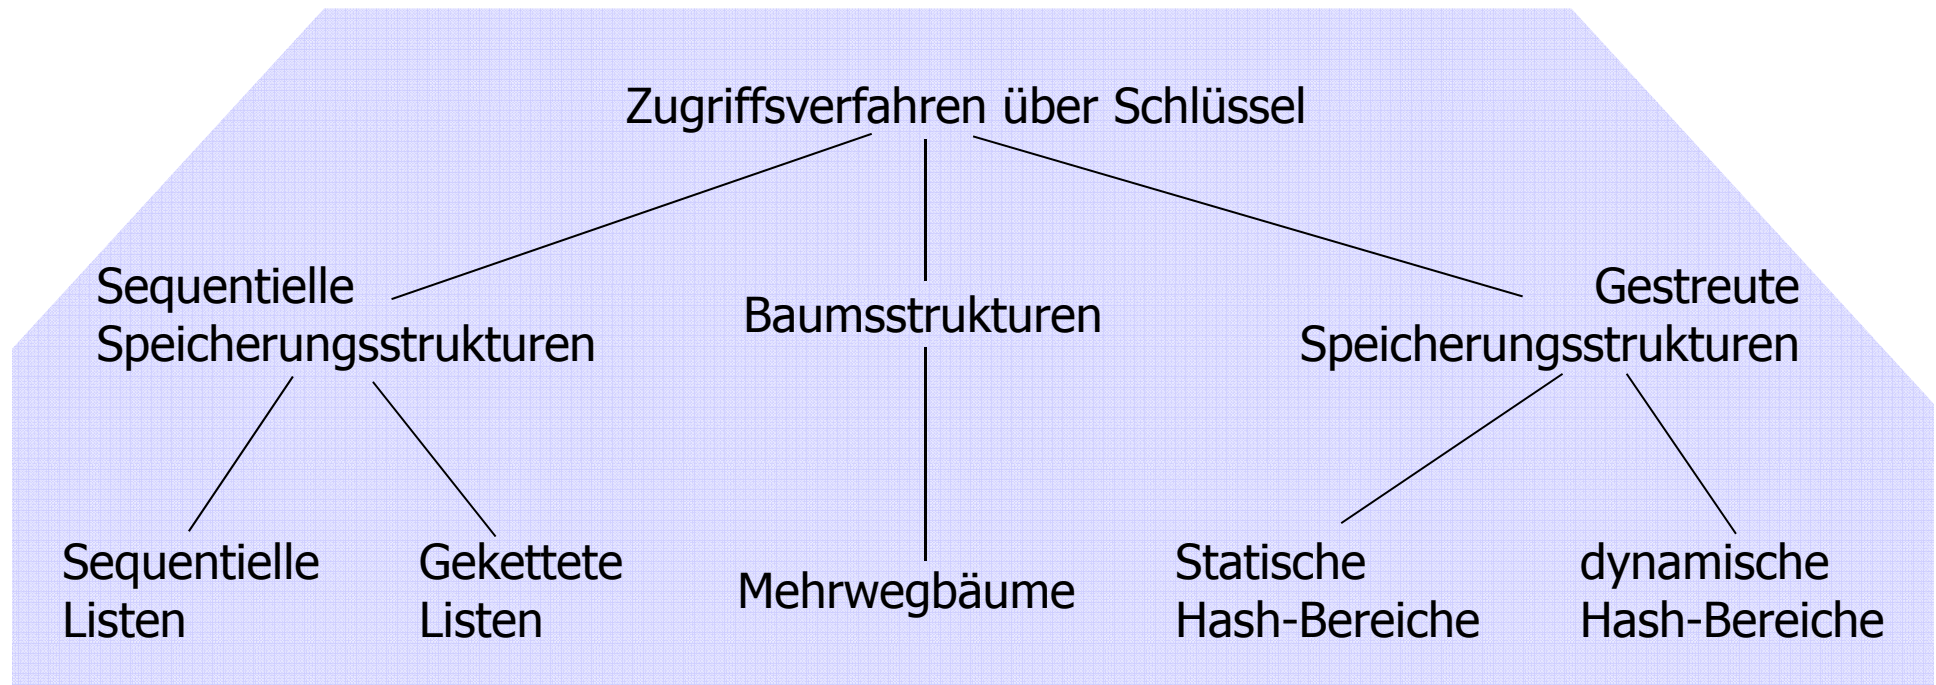 Zugriffsverfahren über Schlüssel
Sequentielle
Speicherungsstrukturen
Baumsstrukturen
Gestreute
Speicherungsstrukturen
Sequentielle
Listen
Gekettete
Listen
Mehrwegbäume
Statische
Hash-Bereiche
dynamische
Hash-Bereiche